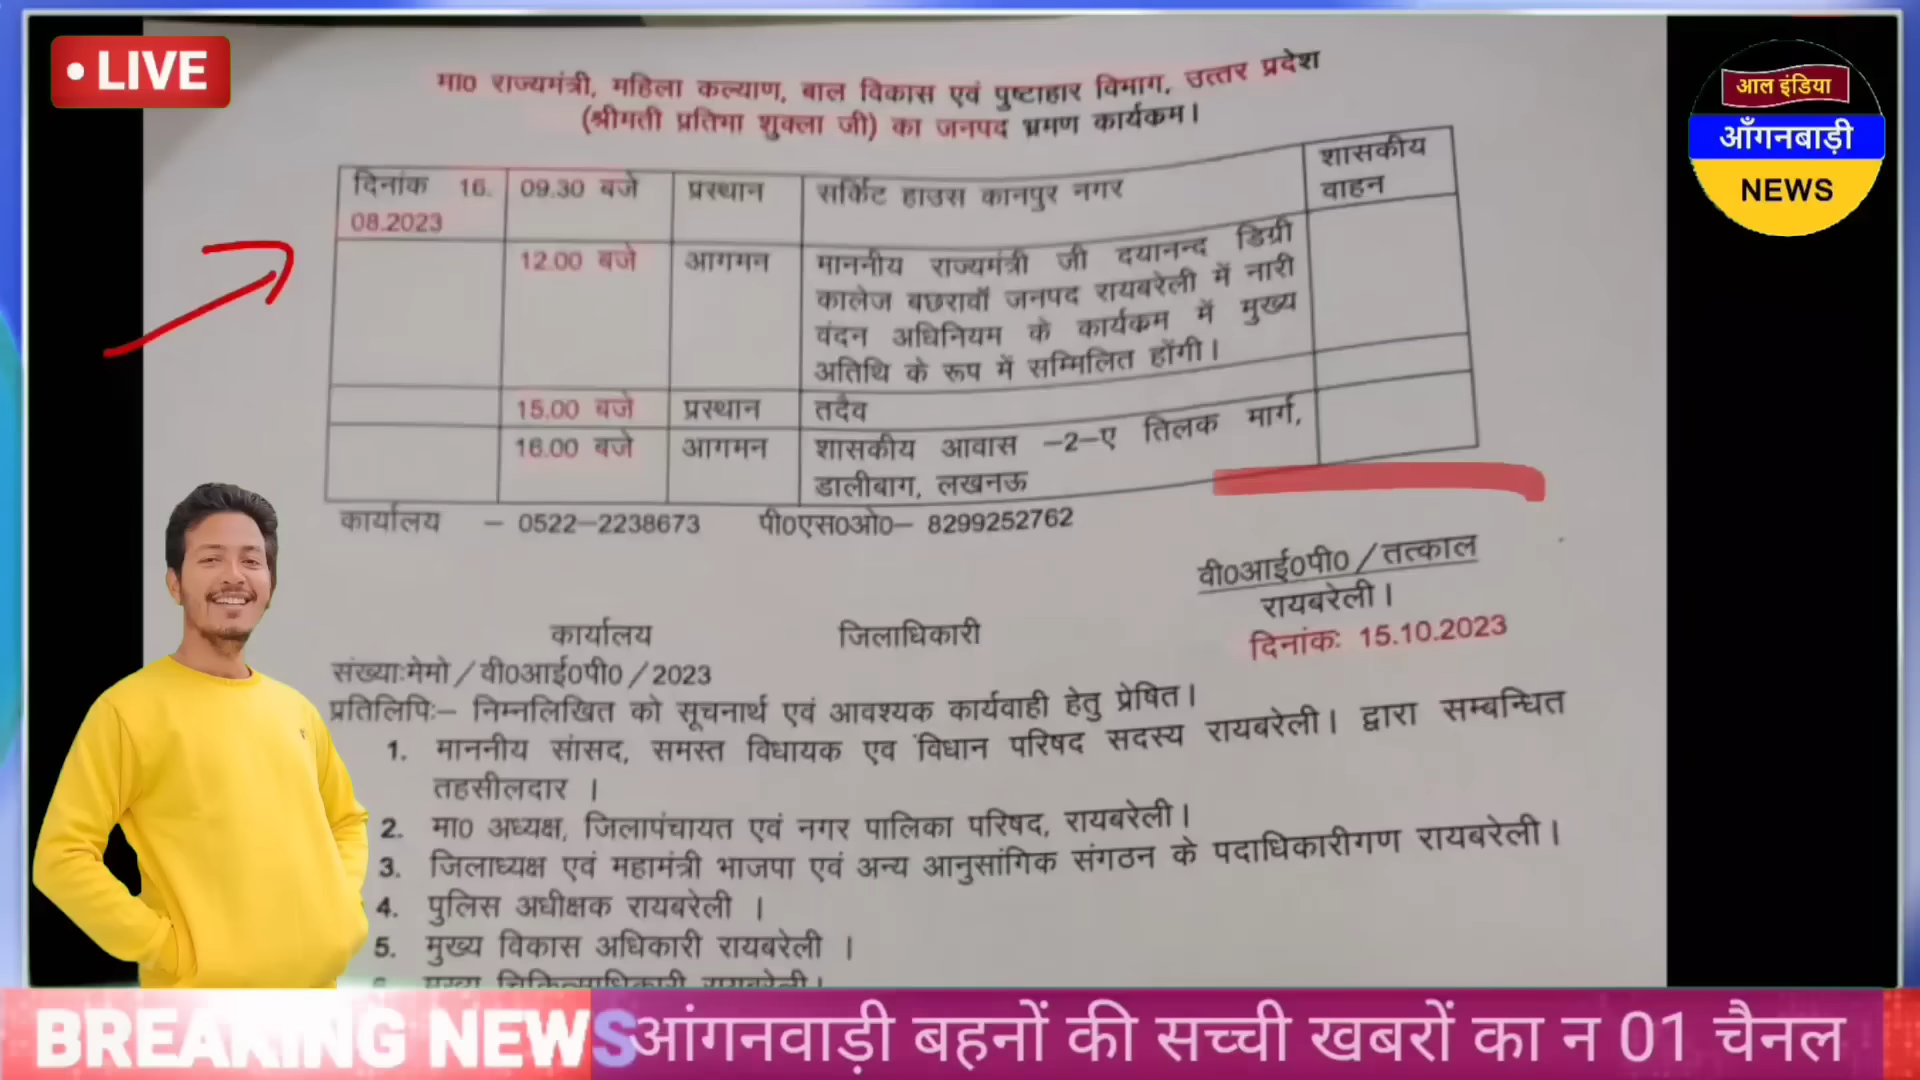 • LIVE
आल इंडिया
आँगनबाड़ी
NEWS
मा0 राज्यमंत्री, महिला कल्याण, बाल विकास एवं पुष्टाहार विभाग, उत्तर प्रदेश
(श्रीमती प्रतिभा शुक्ला जी) का जनपद भ्रमण कार्यकम।
दिनांक 16. 09.30 बजे प्रस्थान सर्किट हाउस कानपुर नगर शासकीय
08.2023 वाहन
12.00 बजे आगमन माननीय राज्यमंत्री जी दयानन्द डिग्री
कालेज बछरावॉ जनपद रायबरेली में नारी
वंदन अधिनियम के कार्यकम में मुख्य
अतिथि के रूप में सम्मिलित होंगी।
15.00 बजे प्रस्थान तदैव
16.00 बजे आगमन शासकीय आवास –2–ए तिलक मार्ग,
डालीबाग, लखनऊ
कार्यालय – 0522–2238673 पी0एस0ओ0– 8299252762
वी0आई0पी0/तत्काल
रायबरेली।
कार्यालय जिलाधिकारी दिनांकः 15.10.2023
संख्याःमेमो/वी0आई0पी0/2023
प्रतिलिपिः– निम्नलिखित को सूचनार्थ एवं आवश्यक कार्यवाही हेतु प्रेषित।
1. माननीय सांसद, समस्त विधायक एव विधान परिषद सदस्य रायबरेली। द्वारा सम्बन्धित
तहसीलदार ।
2. मा0 अध्यक्ष, जिलापंचायत एवं नगर पालिका परिषद, रायबरेली।
3. जिलाध्यक्ष एवं महामंत्री भाजपा एवं अन्य आनुसांगिक संगठन के पदाधिकारीगण रायबरेली।
4. पुलिस अधीक्षक रायबरेली ।
5. मुख्य विकास अधिकारी रायबरेली ।
मुख्य चिकित्साधिकारी रायबरेली।
BREAKING NEWS आंगनवाड़ी बहनों की सच्ची खबरों का न 01 चैनल